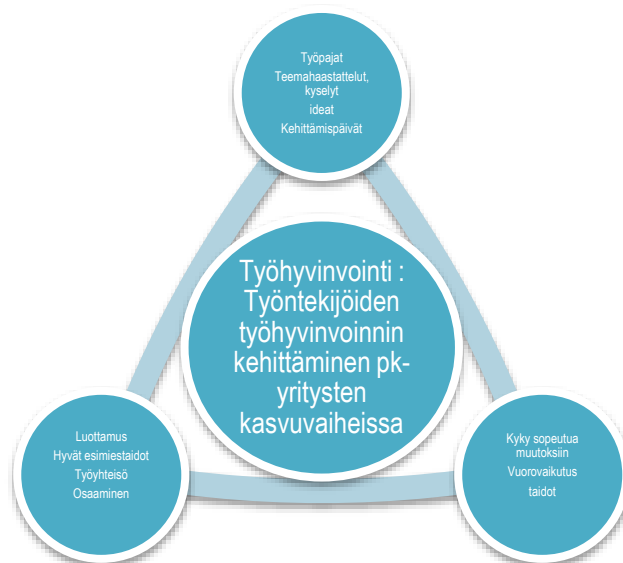 Työpajat
Teemahaastattelut,
kyselyt
ideat
Kehittämispäivät
Työhyvinvointi :
Työntekijöiden
työhyvinvoinnin
kehittäminen pk-
yritysten
kasvuvaiheissa
Luottamus
Hyvät esimiestaidot
Työyhteisö
Osaaminen
Kyky sopeutua
muutoksiin
Vuorovaikutus
taidot